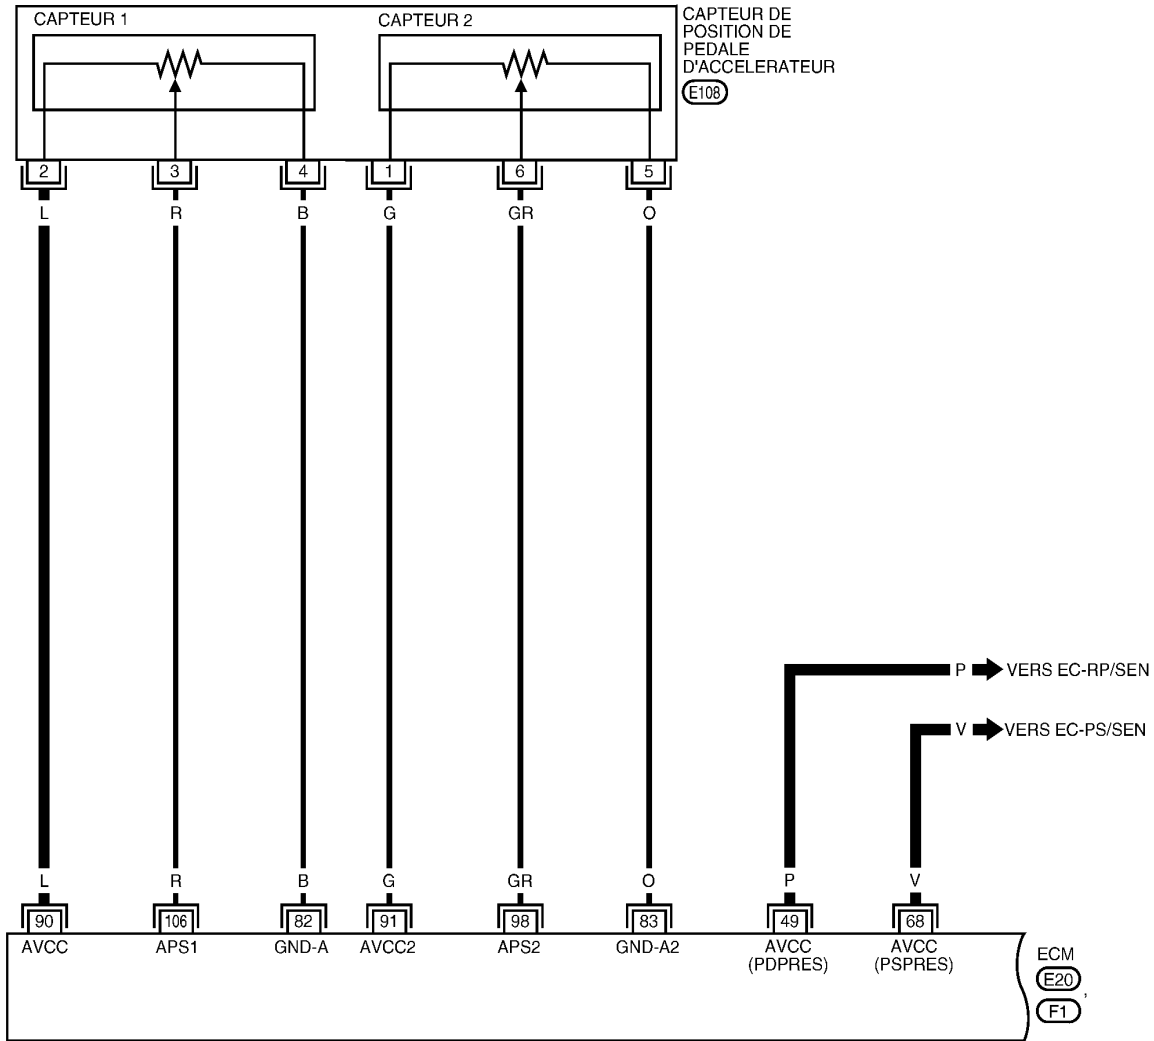 CAPTEUR 1
CAPTEUR 2
CAPTEUR DE
POSITION DE
PEDALE
D'ACCELERATEUR
E108
2 3 4 1 6 5
L R B G GR O
P VERS EC-RP/SEN
V VERS EC-PS/SEN
L R B G GR O P V
90 106 82 91 98 83 49 68
AVCC APS1 GND-A AVCC2 APS2 GND-A2 AVCC AVCC
(PDPRES) (PSPRES)
ECM
E20 ,
F1